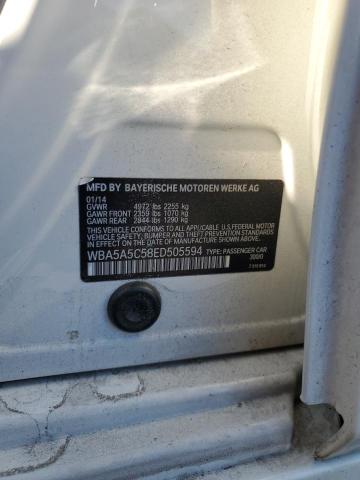 MFD BY BAYERISCHE MOTOREN WERKE AG
01/14
GVWR 4972 lbs 2255 kg
GAWR FRONT 2359 lbs 1070 kg
GAWR REAR 2844 lbs 1290 kg
THIS VEHICLE CONFORMS TO ALL APPLICABLE U.S. FEDERAL MOTOR
VEHICLE SAFETY, BUMPER, AND THEFT PREVENTION STANDARDS IN
EFFECT ON THE DATE OF MANUFACTURE SHOWN ABOVE.
WBA5A5C58ED505594 TYPE: PASSENGER CAR